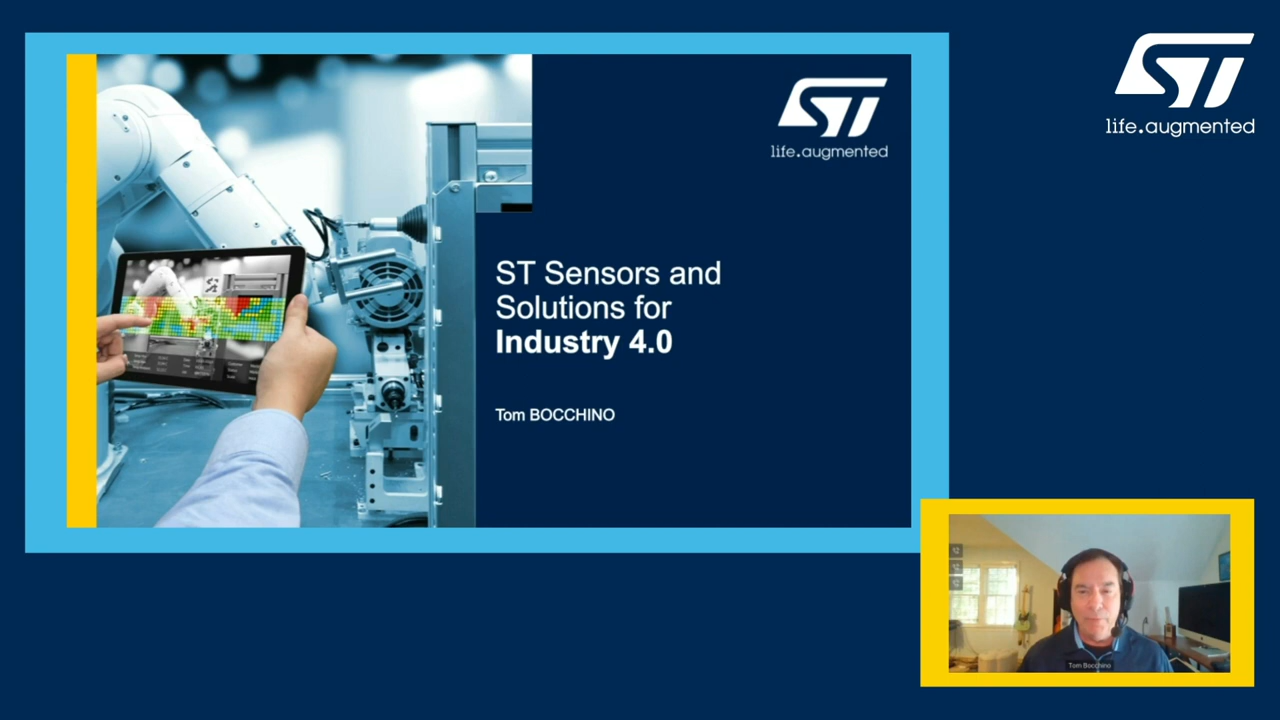 ST
life.augmented
ST
life.augmented
ST Sensors and
Solutions for
Industry 4.0
Tom BOCCHINO
Tom Bocchino